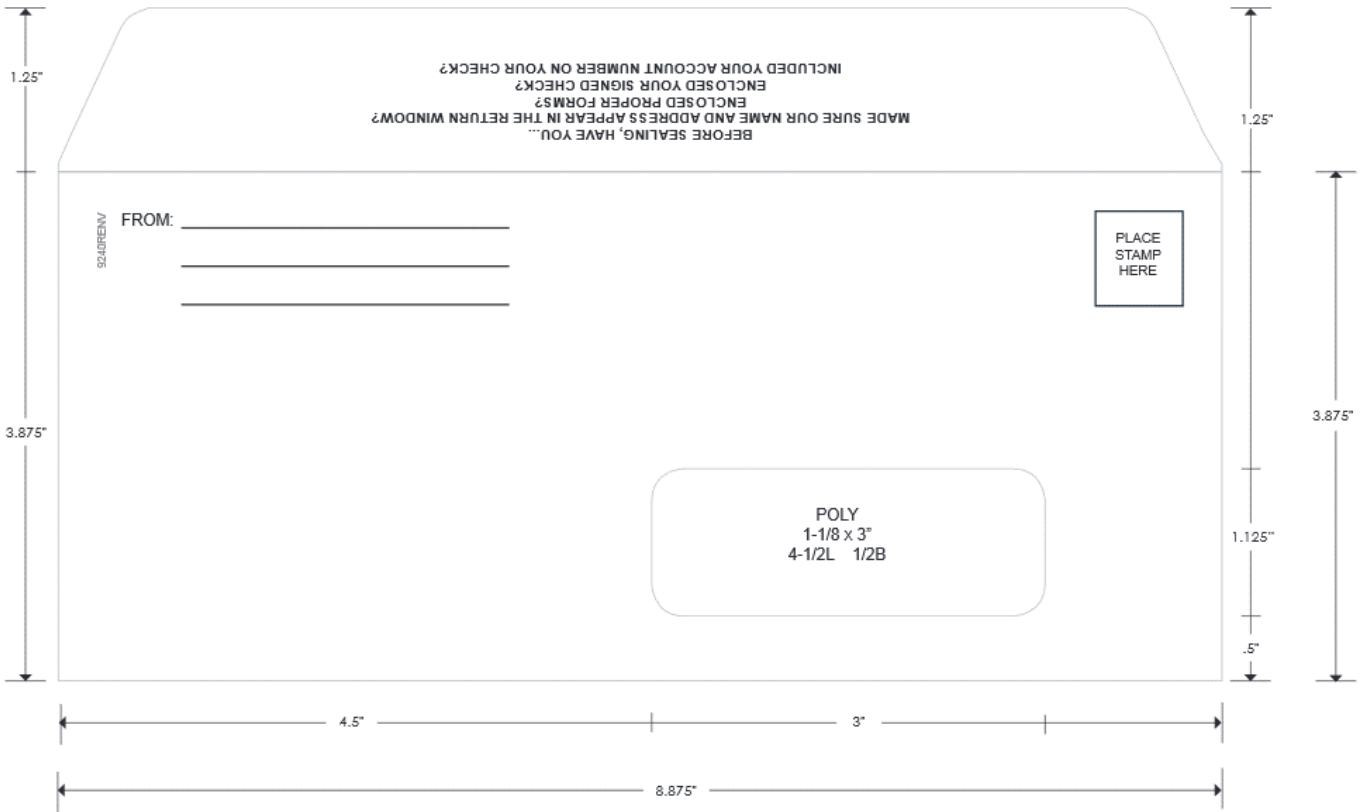 BEFORE SEALING, HAVE YOU...
MADE SURE OUR NAME AND ADDRESS APPEAR IN THE RETURN WINDOW?
ENCLOSED PROPER FORMS?
ENCLOSED YOUR SIGNED CHECK?
INCLUDED YOUR ACCOUNT NUMBER ON YOUR CHECK?
1.25"
1.25"
9240RENV
FROM:
PLACE
STAMP
HERE
3.875"
3.875"
POLY
1-1/8 x 3"
4-1/2L 1/2B
1.125"
.5"
4.5"
3"
8.875"